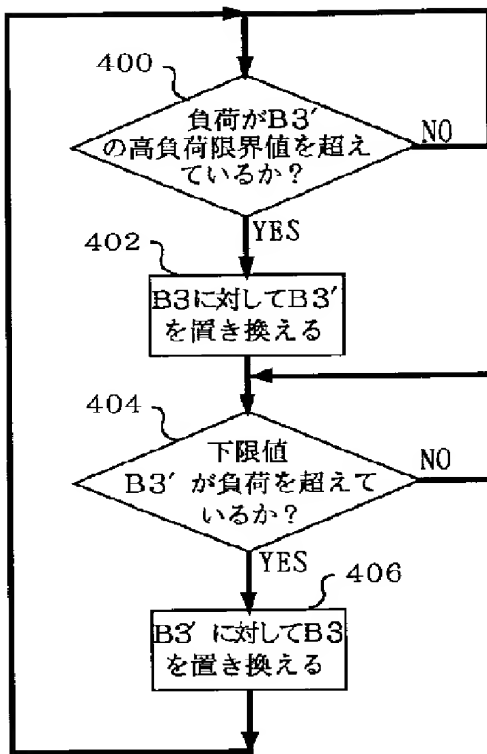 400
負荷がB3′
の高負荷限界値を超え
ているか？
NO
YES
402
B3に対してB3′
を置き換える
404
下限値
B3′が負荷を超えて
いるか？
NO
YES
406
B3′に対してB3
を置き換える